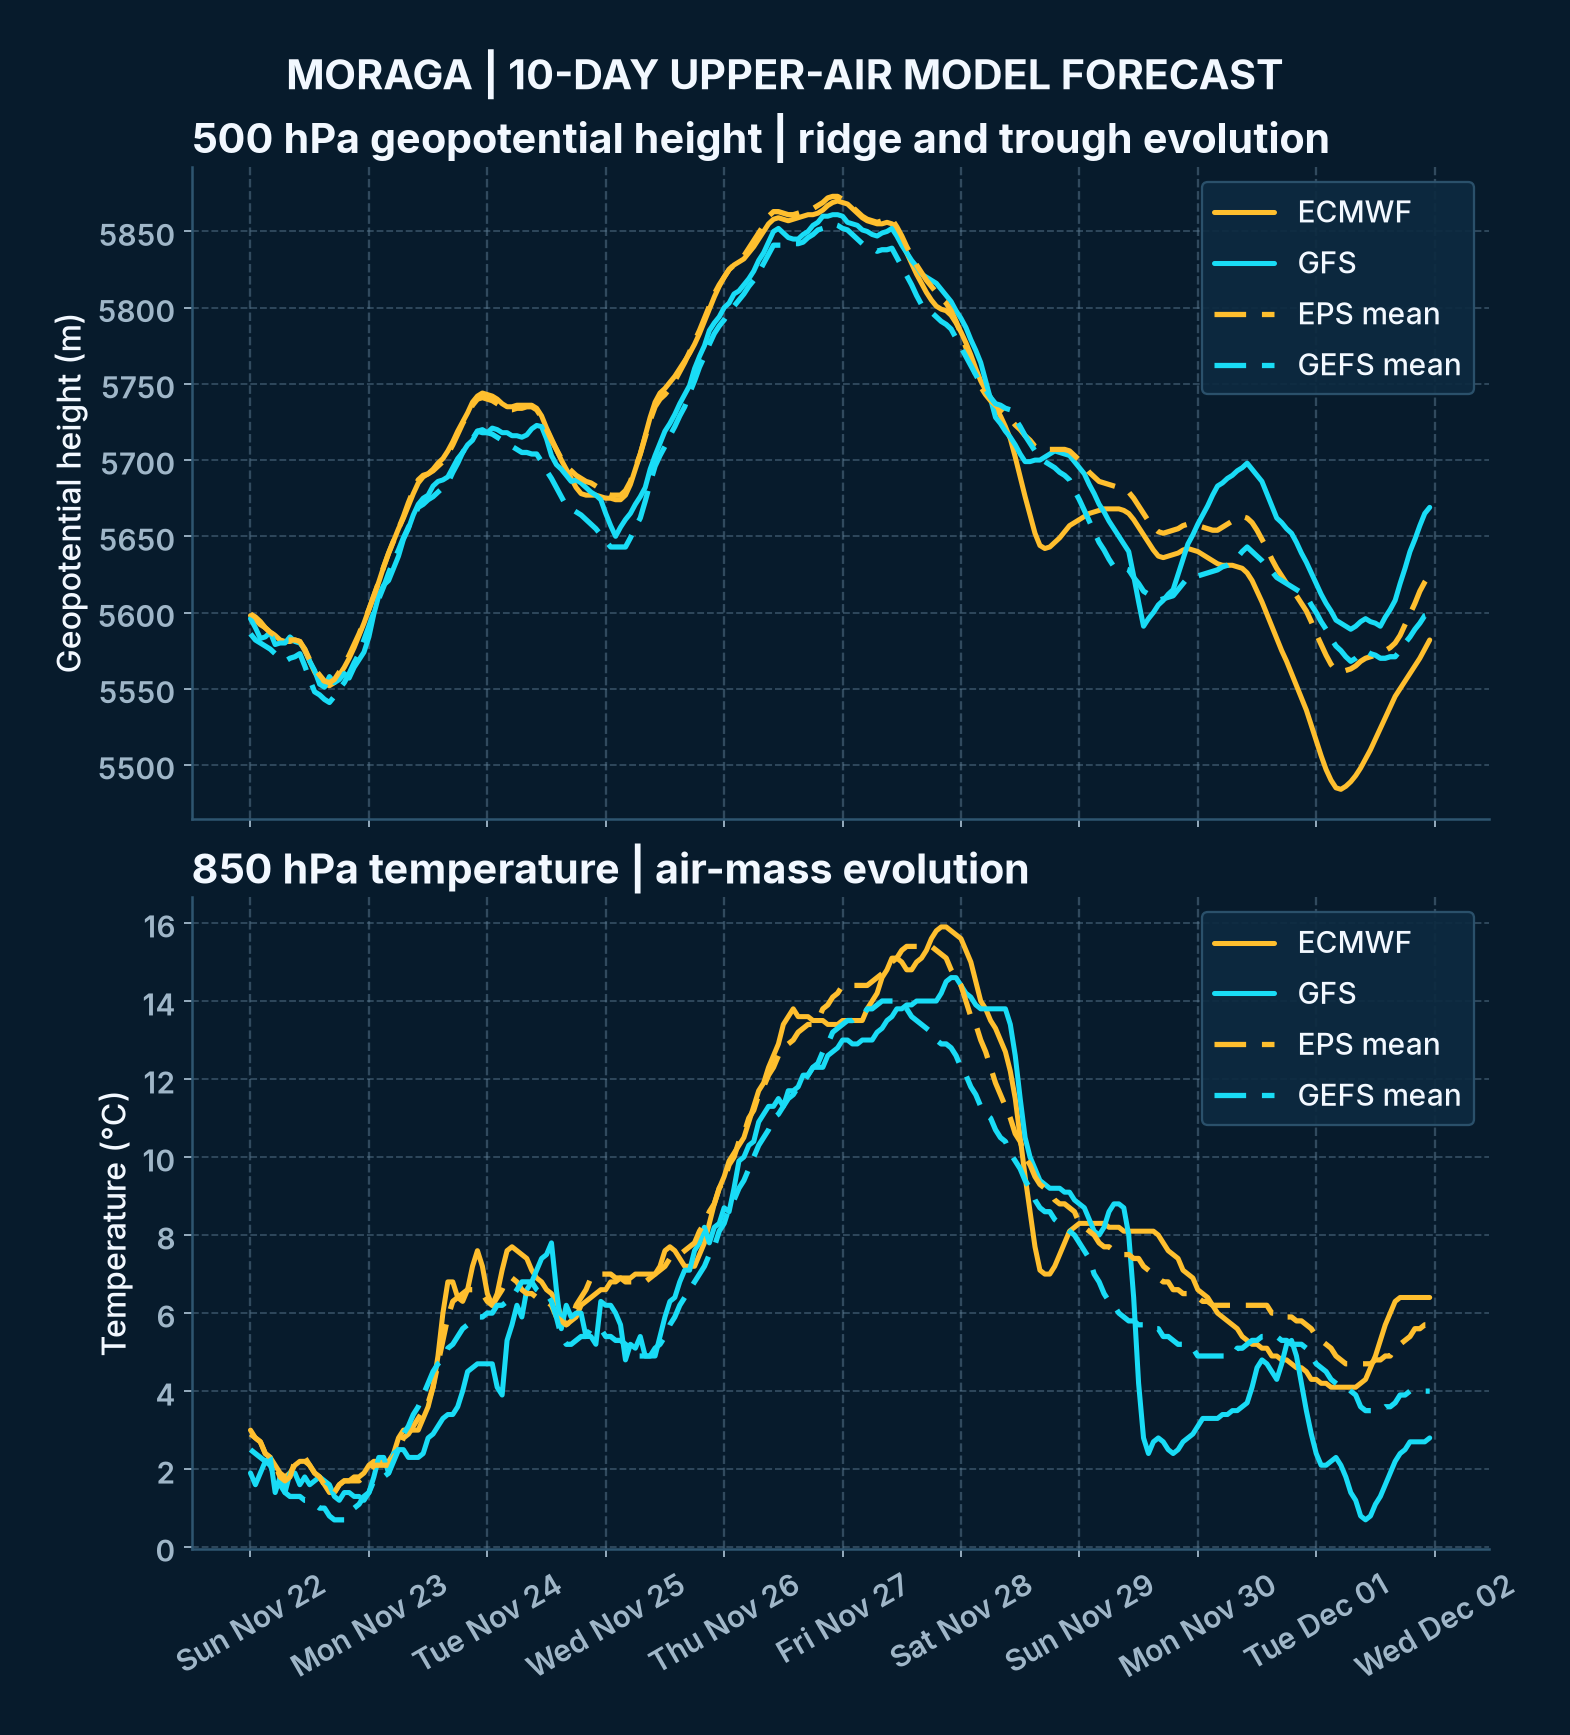 MORAGA | 10-DAY UPPER-AIR MODEL FORECAST
500 hPa geopotential height | ridge and trough evolution
Geopotential height (m)
5850
5800
5750
5700
5650
5600
5550
5500
ECMWF
GFS
EPS mean
GEFS mean
850 hPa temperature | air-mass evolution
Temperature (°C)
16
14
12
10
8
6
4
2
0
ECMWF
GFS
EPS mean
GEFS mean
Sun Nov 22
Mon Nov 23
Tue Nov 24
Wed Nov 25
Thu Nov 26
Fri Nov 27
Sat Nov 28
Sun Nov 29
Mon Nov 30
Tue Dec 01
Wed Dec 02